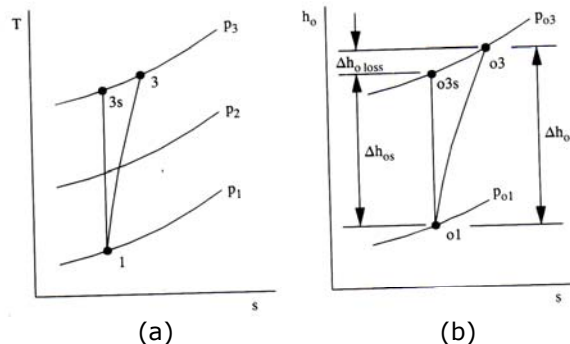 T
p3
3
3s
p2
p1
1
s
(a)
ho
po3
o3
Δho loss
o3s
Δhos
Δho
po1
o1
s
(b)